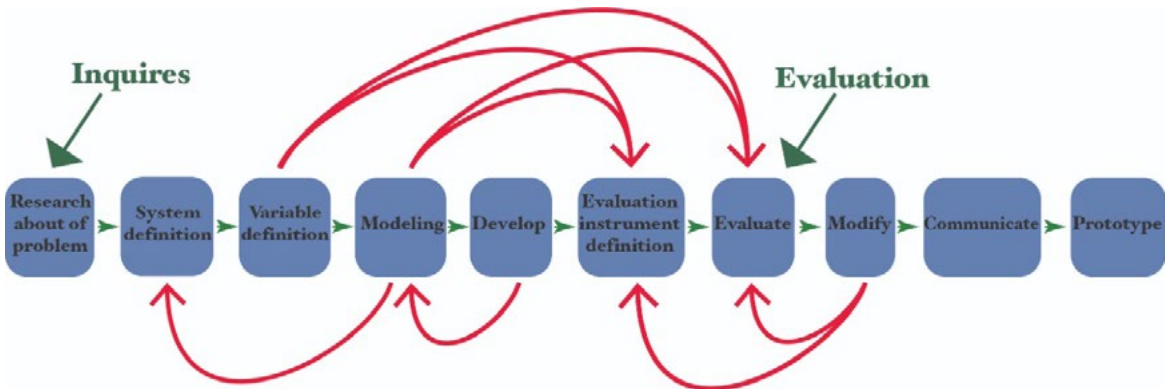 Inquires
Evaluation
Research
about of
problem
System
definition
Variable
definition
Modeling
Develop
Evaluation
instrument
definition
Evaluate
Modify
Communicate
Prototype